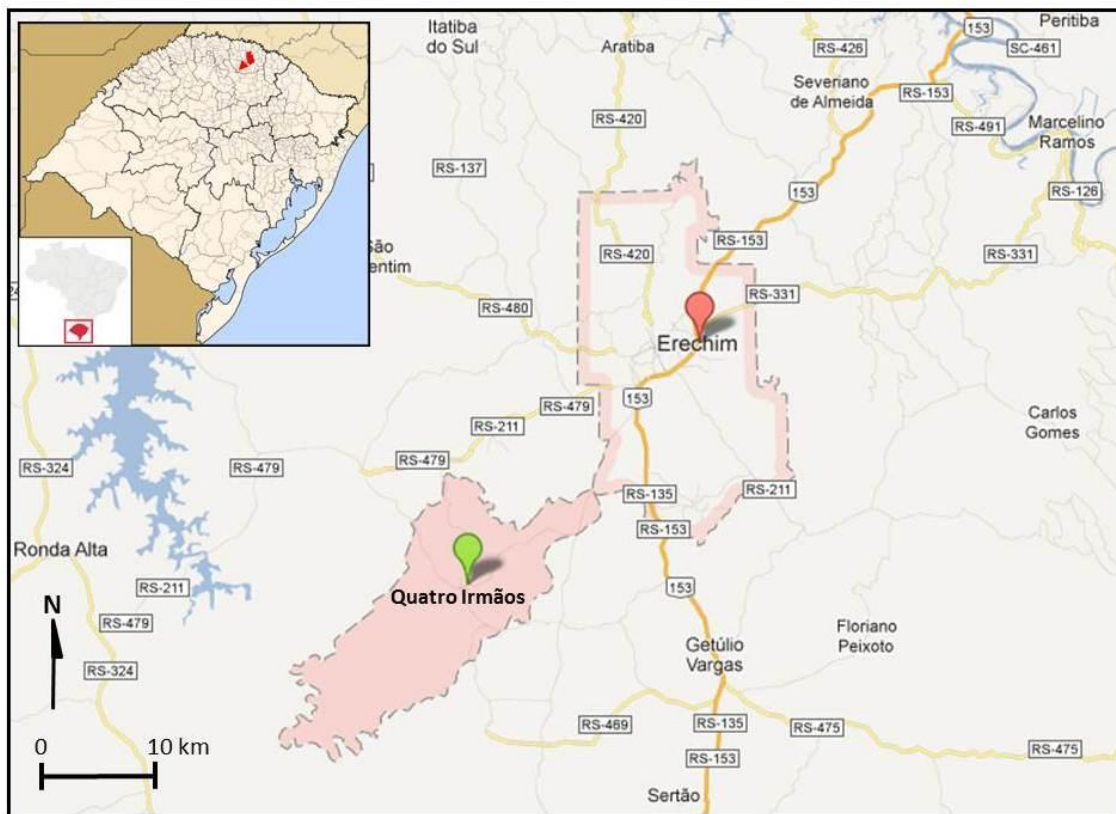 Itatiba
do Sul
Aratiba
RS-426
153
Peritiba
SC-461
Severiano
de Almeida
RS-153
RS-420
RS-491
Marcelino
Ramos
RS-137
153
RS-126
São
entim
RS-420
RS-153
RS-331
RS-480
RS-331
Erechim
153
RS-479
RS-211
Carlos
Gomes
RS-324
RS-479
RS-479
RS-135
RS-211
RS-153
Ronda Alta
RS-211
153
Quatro Irmãos
N
RS-479
Floriano
Peixoto
Getúlio
Vargas
RS-324
RS-469
RS-135
RS-475
RS-475
RS-153
0 10 km
Sertão